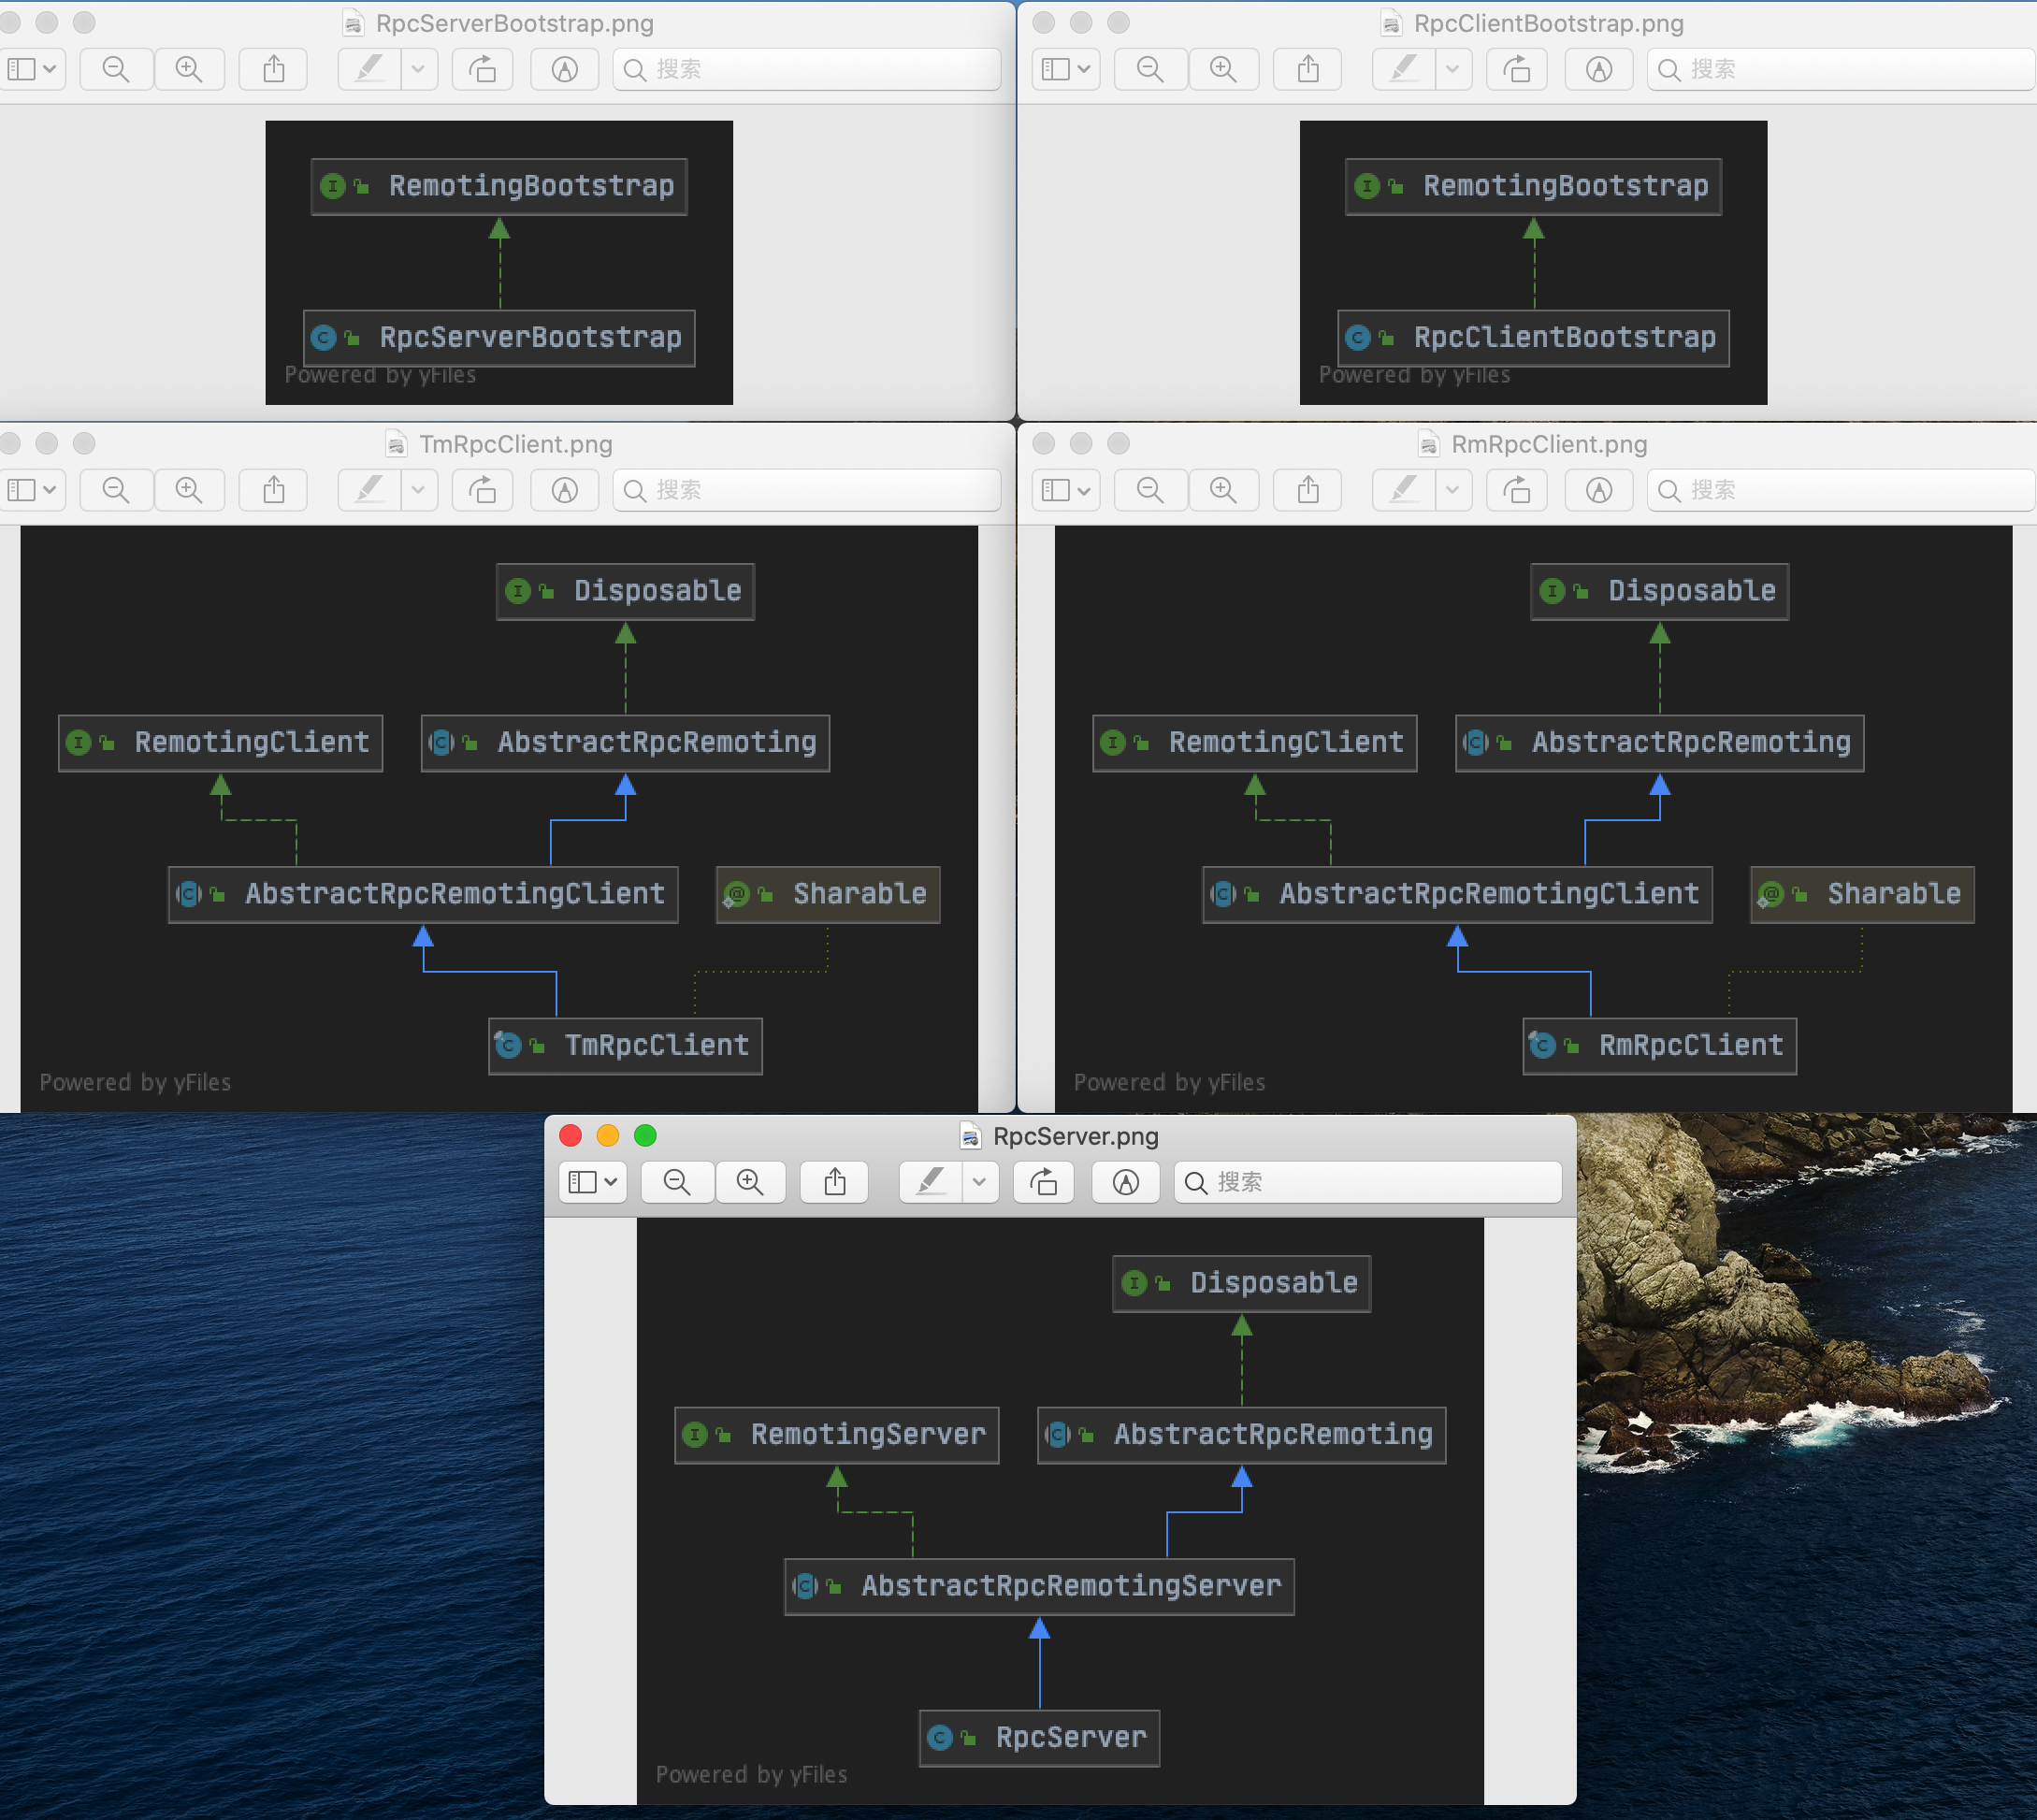 RpcServerBootstrap.png
搜索
RemotingBootstrap
RpcServerBootstrap
Powered by yFiles
RpcClientBootstrap.png
搜索
RemotingBootstrap
RpcClientBootstrap
Powered by yFiles
TmRpcClient.png
搜索
Disposable
RemotingClient
AbstractRpcRemoting
AbstractRpcRemotingClient
Sharable
TmRpcClient
Powered by yFiles
RmRpcClient.png
搜索
Disposable
RemotingClient
AbstractRpcRemoting
AbstractRpcRemotingClient
Sharable
RmRpcClient
Powered by yFiles
RpcServer.png
搜索
Disposable
RemotingServer
AbstractRpcRemoting
AbstractRpcRemotingServer
RpcServer
Powered by yFiles